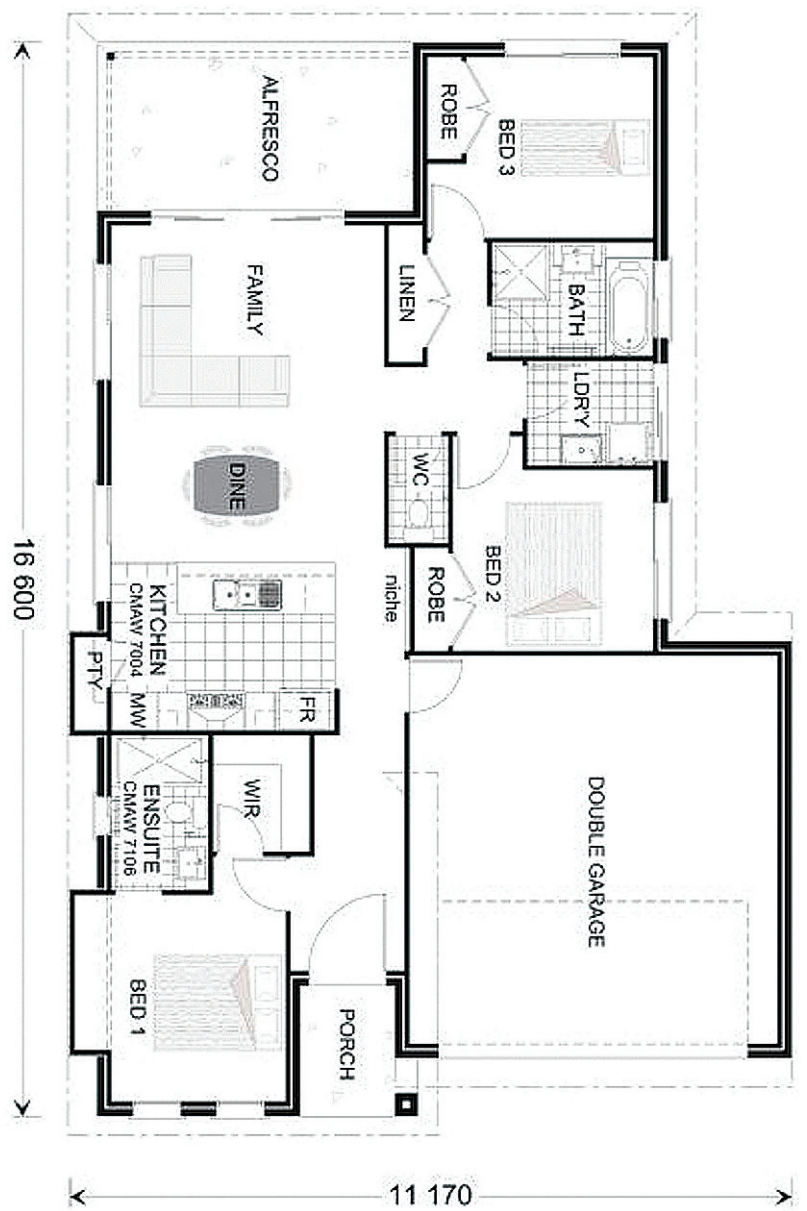 ALFRESCO
ROBE
BED 3
FAMILY
LINEN
BATH
LDR'Y
DINE
WC
16 600
KITCHEN
CMAW 7004
niche
ROBE
BED 2
PTY
MW
FR
ENSUITE
CMAW 7106
WIR
DOUBLE GARAGE
BED 1
PORCH
11 170